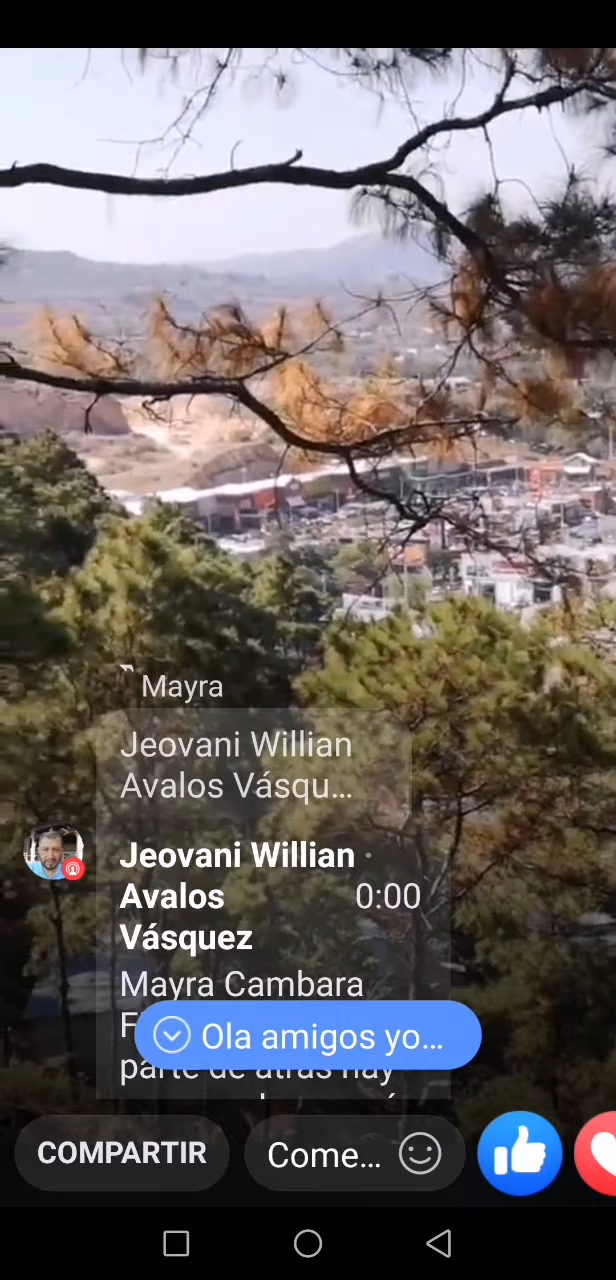 Mayra
Jeovani Willian
Avalos Vásqu...
Jeovani Willian ·
Avalos 0:00
Vásquez
Mayra Cambara
Ola amigos yo...
parte de atras hay
COMPARTIR
Come...